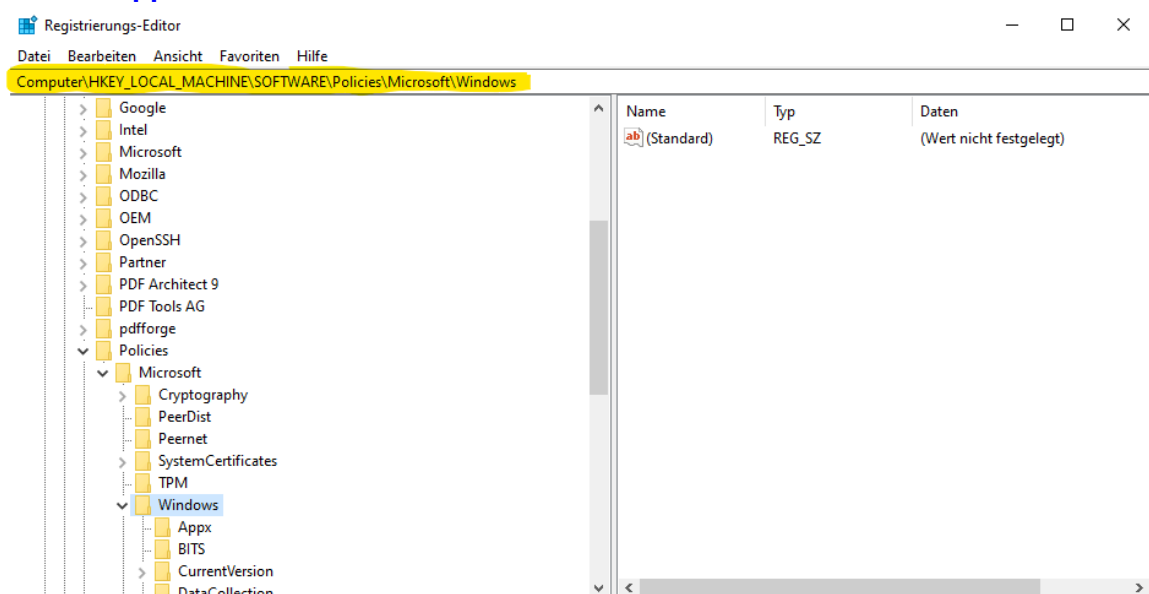 Registrierungs-Editor
Datei Bearbeiten Ansicht Favoriten Hilfe
Computer\HKEY_LOCAL_MACHINE\SOFTWARE\Policies\Microsoft\Windows
Google
Intel
Microsoft
Mozilla
ODBC
OEM
OpenSSH
Partner
PDF Architect 9
PDF Tools AG
pdfforge
Policies
Microsoft
Cryptography
PeerDist
Peernet
SystemCertificates
TPM
Windows
Appx
BITS
CurrentVersion
DataCollection
Name Typ Daten
(Standard) REG_SZ (Wert nicht festgelegt)